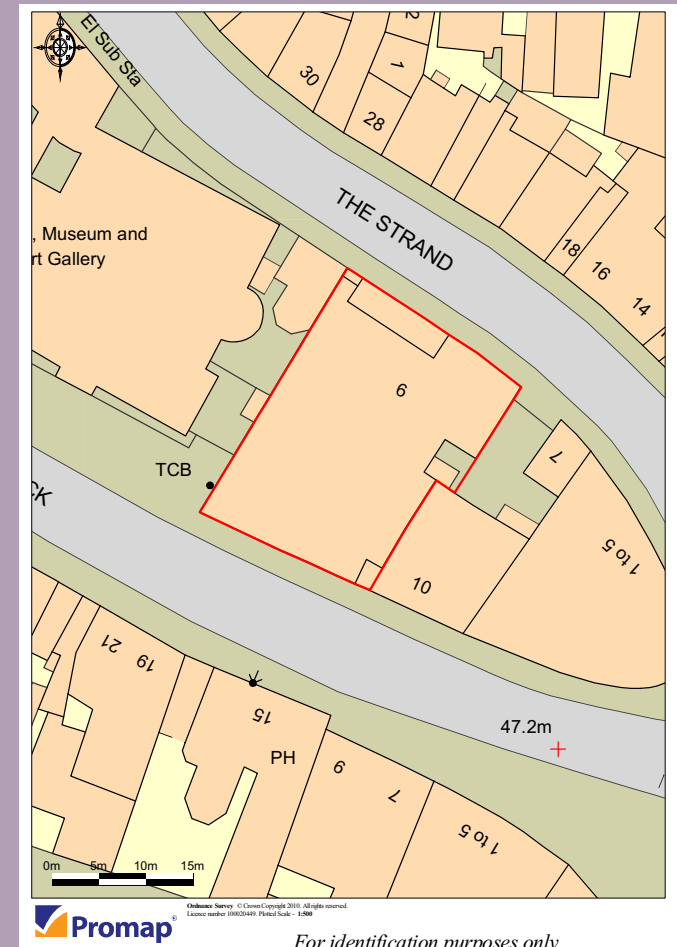 El Sub Sta
30
1
28
THE STRAND
, Museum and
rt Gallery
18
16
14
6
TCB
CK
7
1 to 5
10
21
19
15
PH
9
7
47.2m
1 to 5
0m 5m 10m 15m
Ordnance Survey © Crown Copyright 2010. All rights reserved.
Licence number 100020449. Plotted Scale - 1:500
Promap®
For identification purposes only